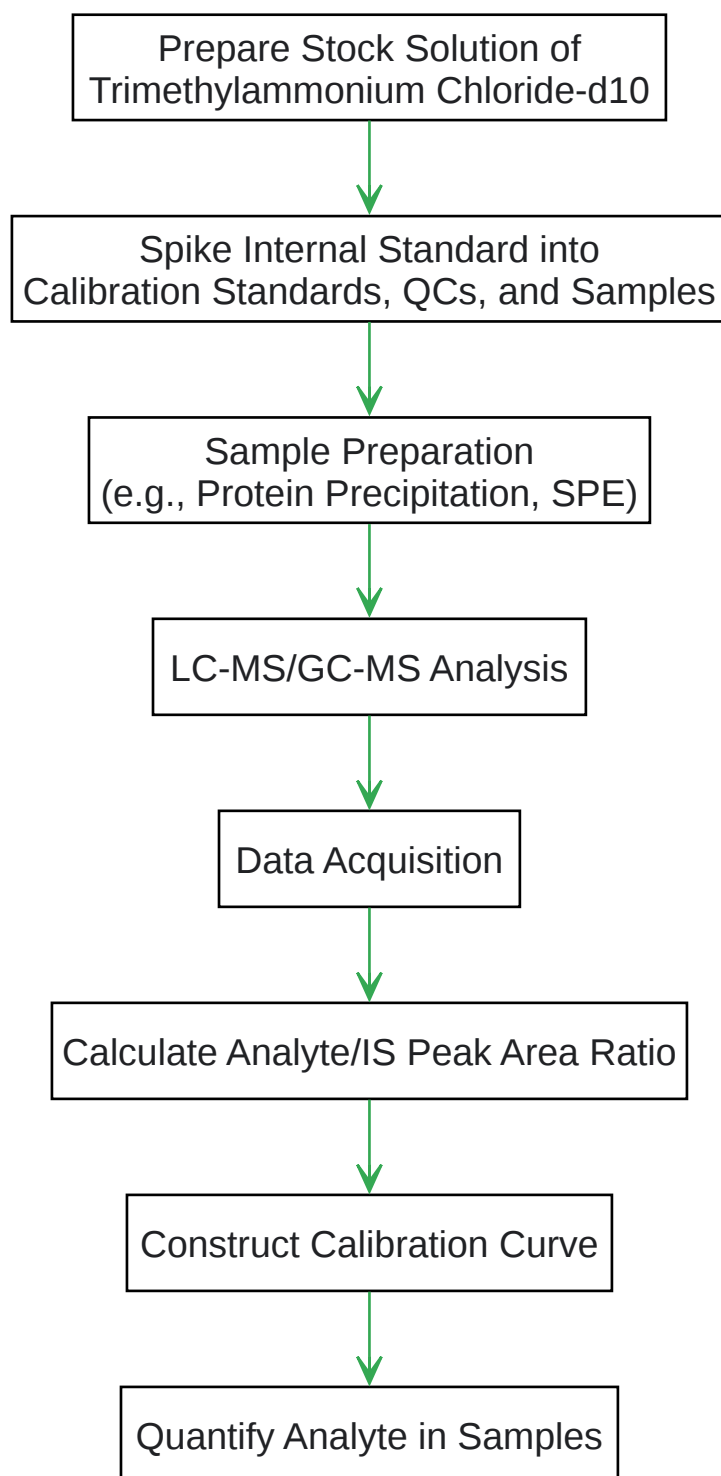 Prepare Stock Solution of
Trimethylammonium Chloride-d10
Spike Internal Standard into
Calibration Standards, QCs, and Samples
Sample Preparation
(e.g., Protein Precipitation, SPE)
LC-MS/GC-MS Analysis
Data Acquisition
Calculate Analyte/IS Peak Area Ratio
Construct Calibration Curve
Quantify Analyte in Samples